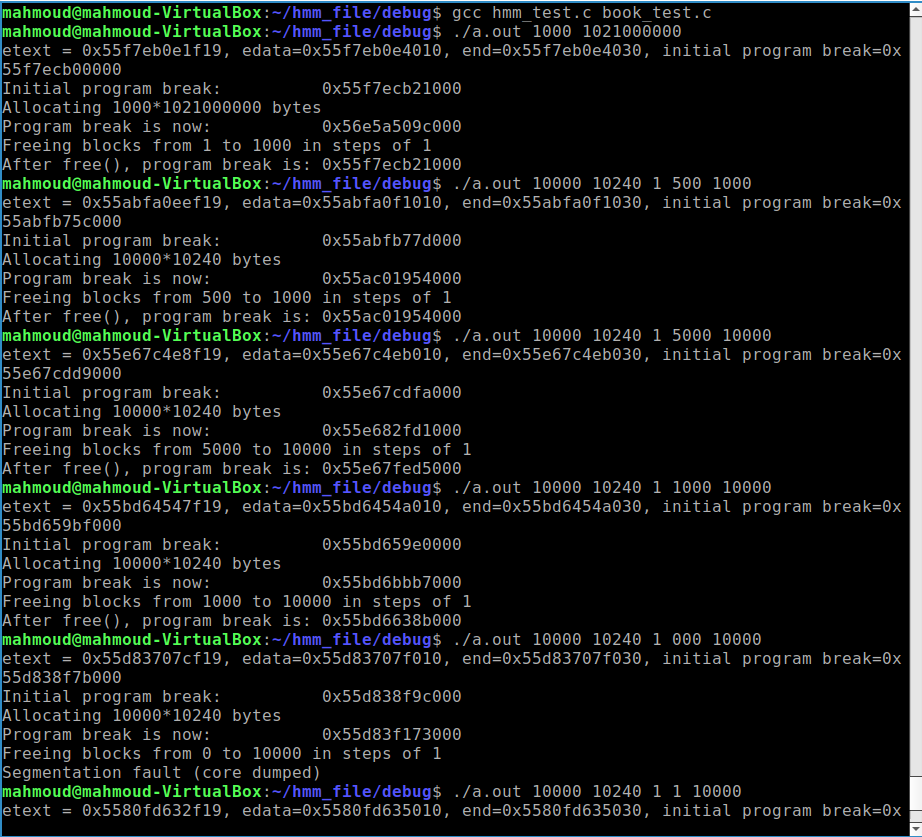 mahmoud@mahmoud-VirtualBox:~/hmm_file/debug$ gcc hmm_test.c book_test.c
mahmoud@mahmoud-VirtualBox:~/hmm_file/debug$ ./a.out 1000 1021000000
etext = 0x55f7eb0e1f19, edata=0x55f7eb0e4010, end=0x55f7eb0e4030, initial program break=0x
55f7ecb00000
Initial program break:          0x55f7ecb21000
Allocating 1000*1021000000 bytes
Program break is now:           0x56e5a509c000
Freeing blocks from 1 to 1000 in steps of 1
After free(), program break is: 0x55f7ecb21000
mahmoud@mahmoud-VirtualBox:~/hmm_file/debug$ ./a.out 10000 10240 1 500 1000
etext = 0x55abfa0eef19, edata=0x55abfa0f1010, end=0x55abfa0f1030, initial program break=0x
55abfb75c000
Initial program break:          0x55abfb77d000
Allocating 10000*10240 bytes
Program break is now:           0x55ac01954000
Freeing blocks from 500 to 1000 in steps of 1
After free(), program break is: 0x55ac01954000
mahmoud@mahmoud-VirtualBox:~/hmm_file/debug$ ./a.out 10000 10240 1 5000 10000
etext = 0x55e67c4e8f19, edata=0x55e67c4eb010, end=0x55e67c4eb030, initial program break=0x
55e67cdd9000
Initial program break:          0x55e67cdfa000
Allocating 10000*10240 bytes
Program break is now:           0x55e682fd1000
Freeing blocks from 5000 to 10000 in steps of 1
After free(), program break is: 0x55e67fed5000
mahmoud@mahmoud-VirtualBox:~/hmm_file/debug$ ./a.out 10000 10240 1 1000 10000
etext = 0x55bd64547f19, edata=0x55bd6454a010, end=0x55bd6454a030, initial program break=0x
55bd659bf000
Initial program break:          0x55bd659e0000
Allocating 10000*10240 bytes
Program break is now:           0x55bd6bbb7000
Freeing blocks from 1000 to 10000 in steps of 1
After free(), program break is: 0x55bd6638b000
mahmoud@mahmoud-VirtualBox:~/hmm_file/debug$ ./a.out 10000 10240 1 000 10000
etext = 0x55d83707cf19, edata=0x55d83707f010, end=0x55d83707f030, initial program break=0x
55d838f7b000
Initial program break:          0x55d838f9c000
Allocating 10000*10240 bytes
Program break is now:           0x55d83f173000
Freeing blocks from 0 to 10000 in steps of 1
Segmentation fault (core dumped)
mahmoud@mahmoud-VirtualBox:~/hmm_file/debug$ ./a.out 10000 10240 1 1 10000
etext = 0x5580fd632f19, edata=0x5580fd635010, end=0x5580fd635030, initial program break=0x